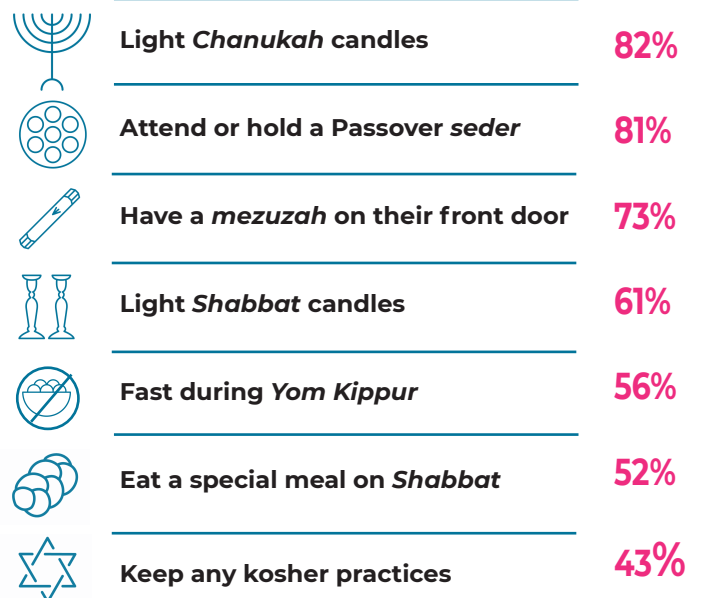 Light Chanukah candles 82%
Attend or hold a Passover seder 81%
Have a mezuzah on their front door 73%
Light Shabbat candles 61%
Fast during Yom Kippur 56%
Eat a special meal on Shabbat 52%
Keep any kosher practices 43%